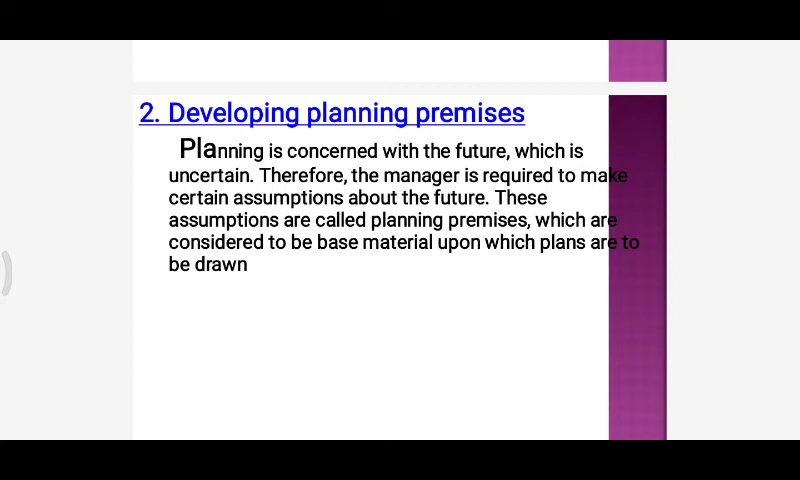 2. Developing planning premises
Planning is concerned with the future, which is
uncertain. Therefore, the manager is required to make
certain assumptions about the future. These
assumptions are called planning premises, which are
considered to be base material upon which plans are to
be drawn